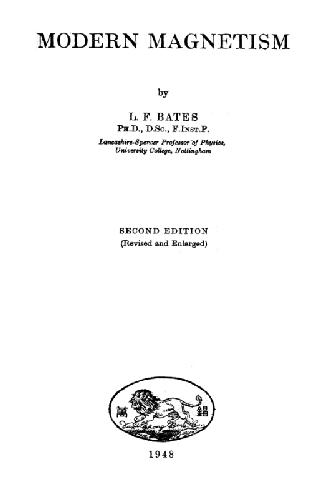 MODERN MAGNETISM
by
L. F. BATES
PH.D., D.SC., F.INST.P.
Lancashire-Spencer Professor of Physics,
University College, Nottingham
SECOND EDITION
(Revised and Enlarged)
1948